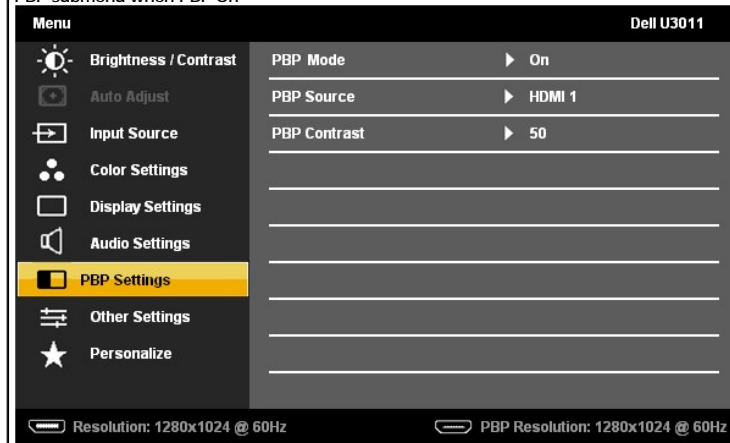 PBP submenu when PBP On
Menu Dell U3011
Brightness / Contrast PBP Mode On
Auto Adjust PBP Source HDMI 1
Input Source PBP Contrast 50
Color Settings
Display Settings
Audio Settings
PBP Settings
Other Settings
Personalize
Resolution: 1280x1024 @ 60Hz PBP Resolution: 1280x1024 @ 60Hz